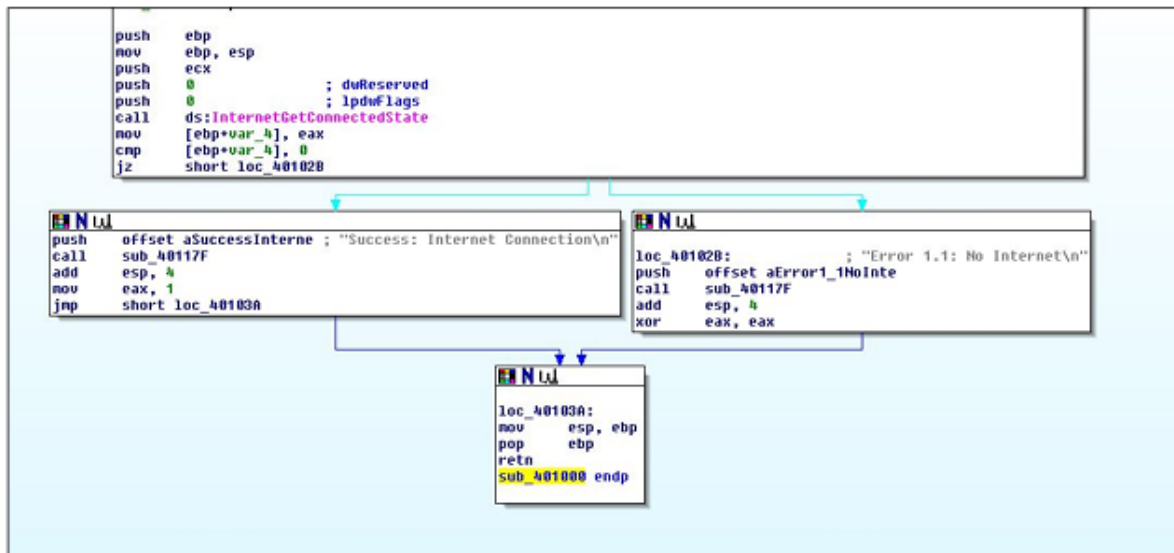 push ebp
mov ebp, esp
push ecx
push 0 ; dwReserved
push 0 ; lpdwFlags
call ds:InternetGetConnectedState
mov [ebp+var_4], eax
cmp [ebp+var_4], 0
jz short loc_40102B
push offset aSuccessInterne ; "Success: Internet Connection\n"
call sub_40117F
add esp, 4
mov eax, 1
jmp short loc_40103A
loc_40102B: ; "Error 1.1: No Internet\n"
push offset aError1_1NoInte
call sub_40117F
add esp, 4
xor eax, eax
loc_40103A:
mov esp, ebp
pop ebp
retn
sub_401000 endp